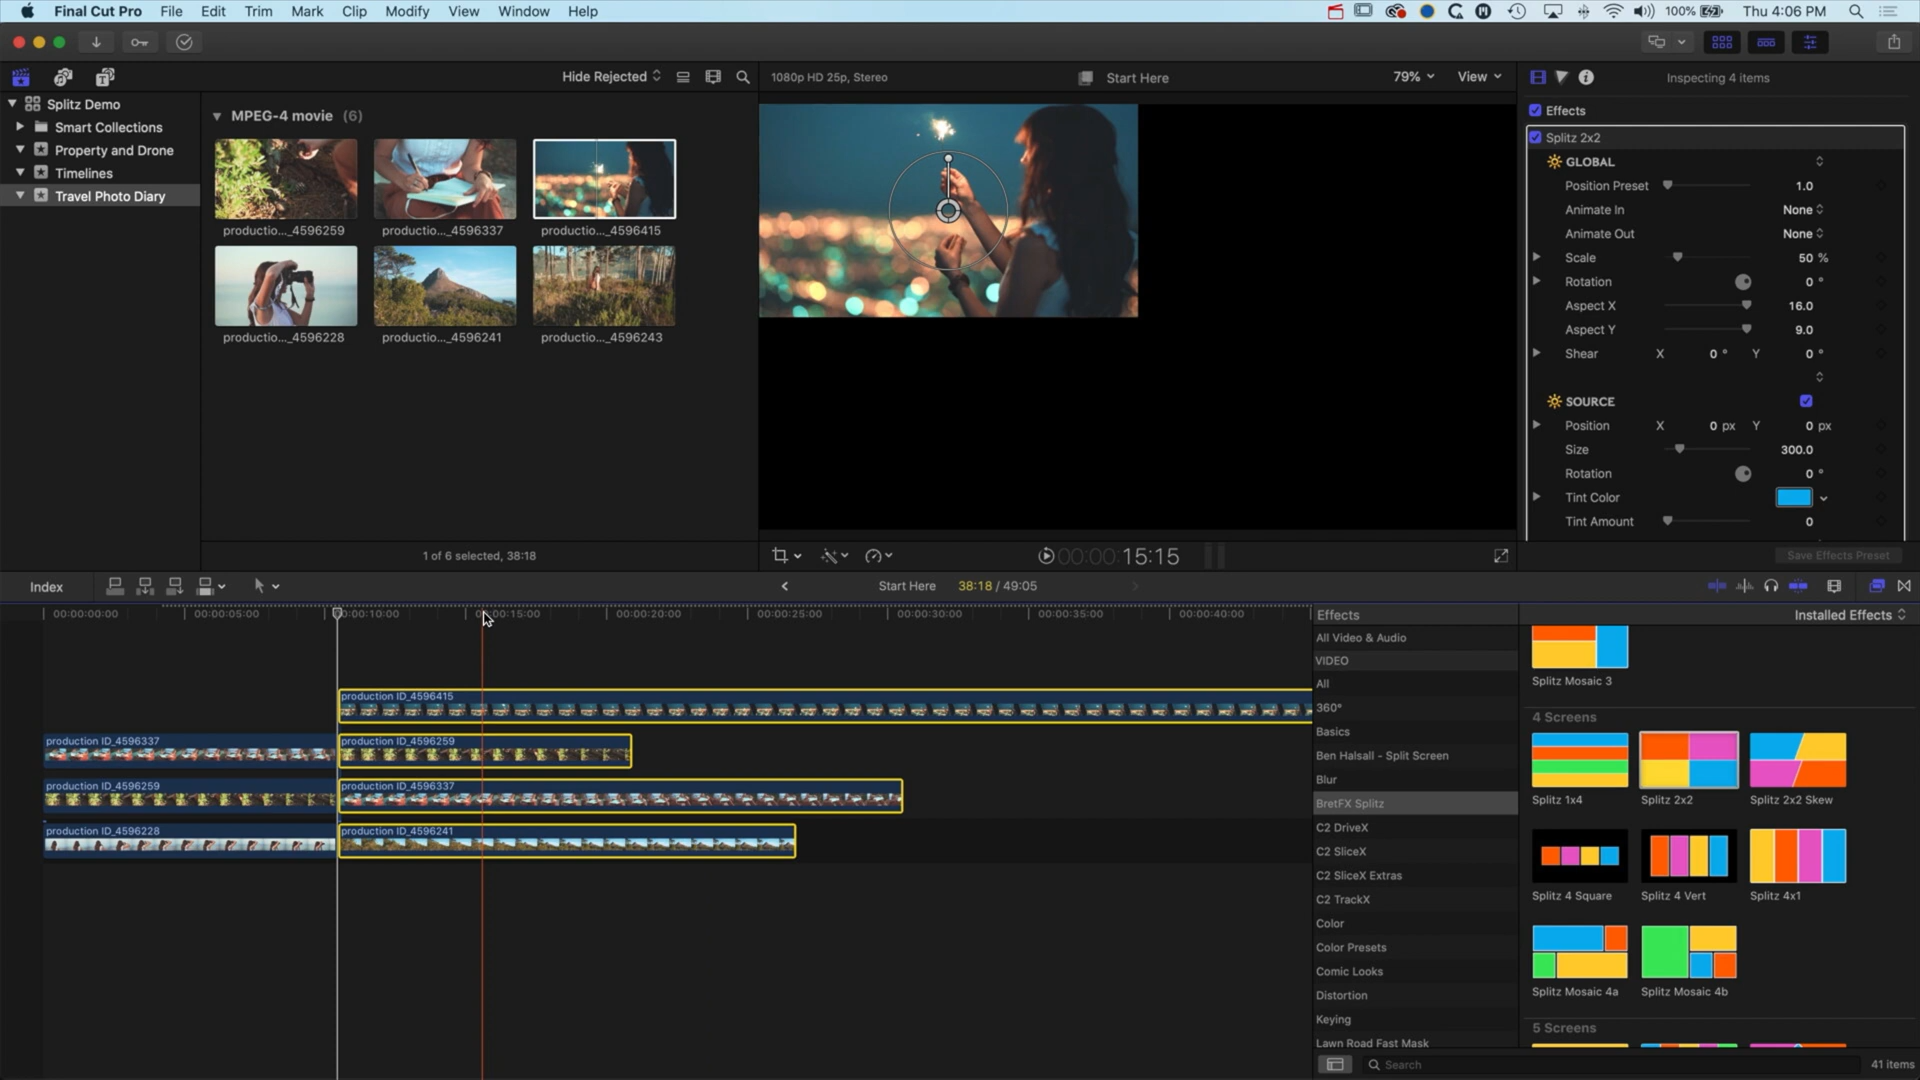 Final Cut Pro File Edit Trim Mark Clip Modify View Window Help 100% Thu 4:06 PM
Hide Rejected
1080p HD 25p, Stereo Start Here 79% View
Inspecting 4 items
Splitz Demo
Smart Collections
Property and Drone
Timelines
Travel Photo Diary
MPEG-4 movie (6)
productio..._4596259 productio..._4596337 productio..._4596415
productio..._4596228 productio..._4596241 productio..._4596243
1 of 6 selected, 38:18
00:00:00:15:15
Effects
Splitz 2x2
GLOBAL
Position Preset 1.0
Animate In None
Animate Out None
Scale 50 %
Rotation 0 °
Aspect X 16.0
Aspect Y 9.0
Shear X 0 ° Y 0 °
SOURCE
Position X 0 px Y 0 px
Size 300.0
Rotation 0 °
Tint Color
Tint Amount 0
Save Effects Preset
Index Start Here 38:18 / 49:05
00:00:00:00 00:00:05:00 00:00:10:00 00:00:15:00 00:00:20:00 00:00:25:00 00:00:30:00 00:00:35:00 00:00:40:00
production ID_4596415
production ID_4596337 production ID_4596259
production ID_4596259 production ID_4596337
production ID_4596228 production ID_4596241
Effects Installed Effects
All Video & Audio
VIDEO
All
360°
Basics
Ben Halsall - Split Screen
Blur
BretFX Splitz
C2 DriveX
C2 SliceX
C2 SliceX Extras
C2 TrackX
Color
Color Presets
Comic Looks
Distortion
Keying
Lawn Road Fast Mask
Splitz Mosaic 3
4 Screens
Splitz 1x4 Splitz 2x2 Splitz 2x2 Skew
Splitz 4 Square Splitz 4 Vert Splitz 4x1
Splitz Mosaic 4a Splitz Mosaic 4b
5 Screens
Search 41 items